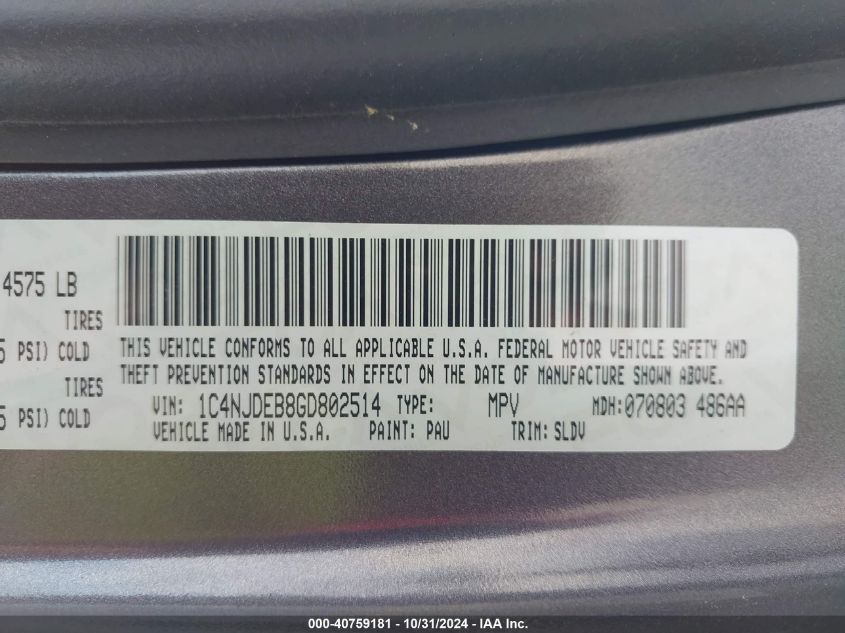 4575 LB
TIRES
5 PSI) COLD
TIRES
5 PSI) COLD
THIS VEHICLE CONFORMS TO ALL APPLICABLE U.S.A. FEDERAL MOTOR VEHICLE SAFETY AND
THEFT PREVENTION STANDARDS IN EFFECT ON THE DATE OF MANUFACTURE SHOWN ABOVE.
VIN: 1C4NJDEB8GD802514 TYPE: MPV MDH:070803 486AA
VEHICLE MADE IN U.S.A. PAINT: PAU TRIM: SLDV
000-40759181 - 10/31/2024 - IAA Inc.